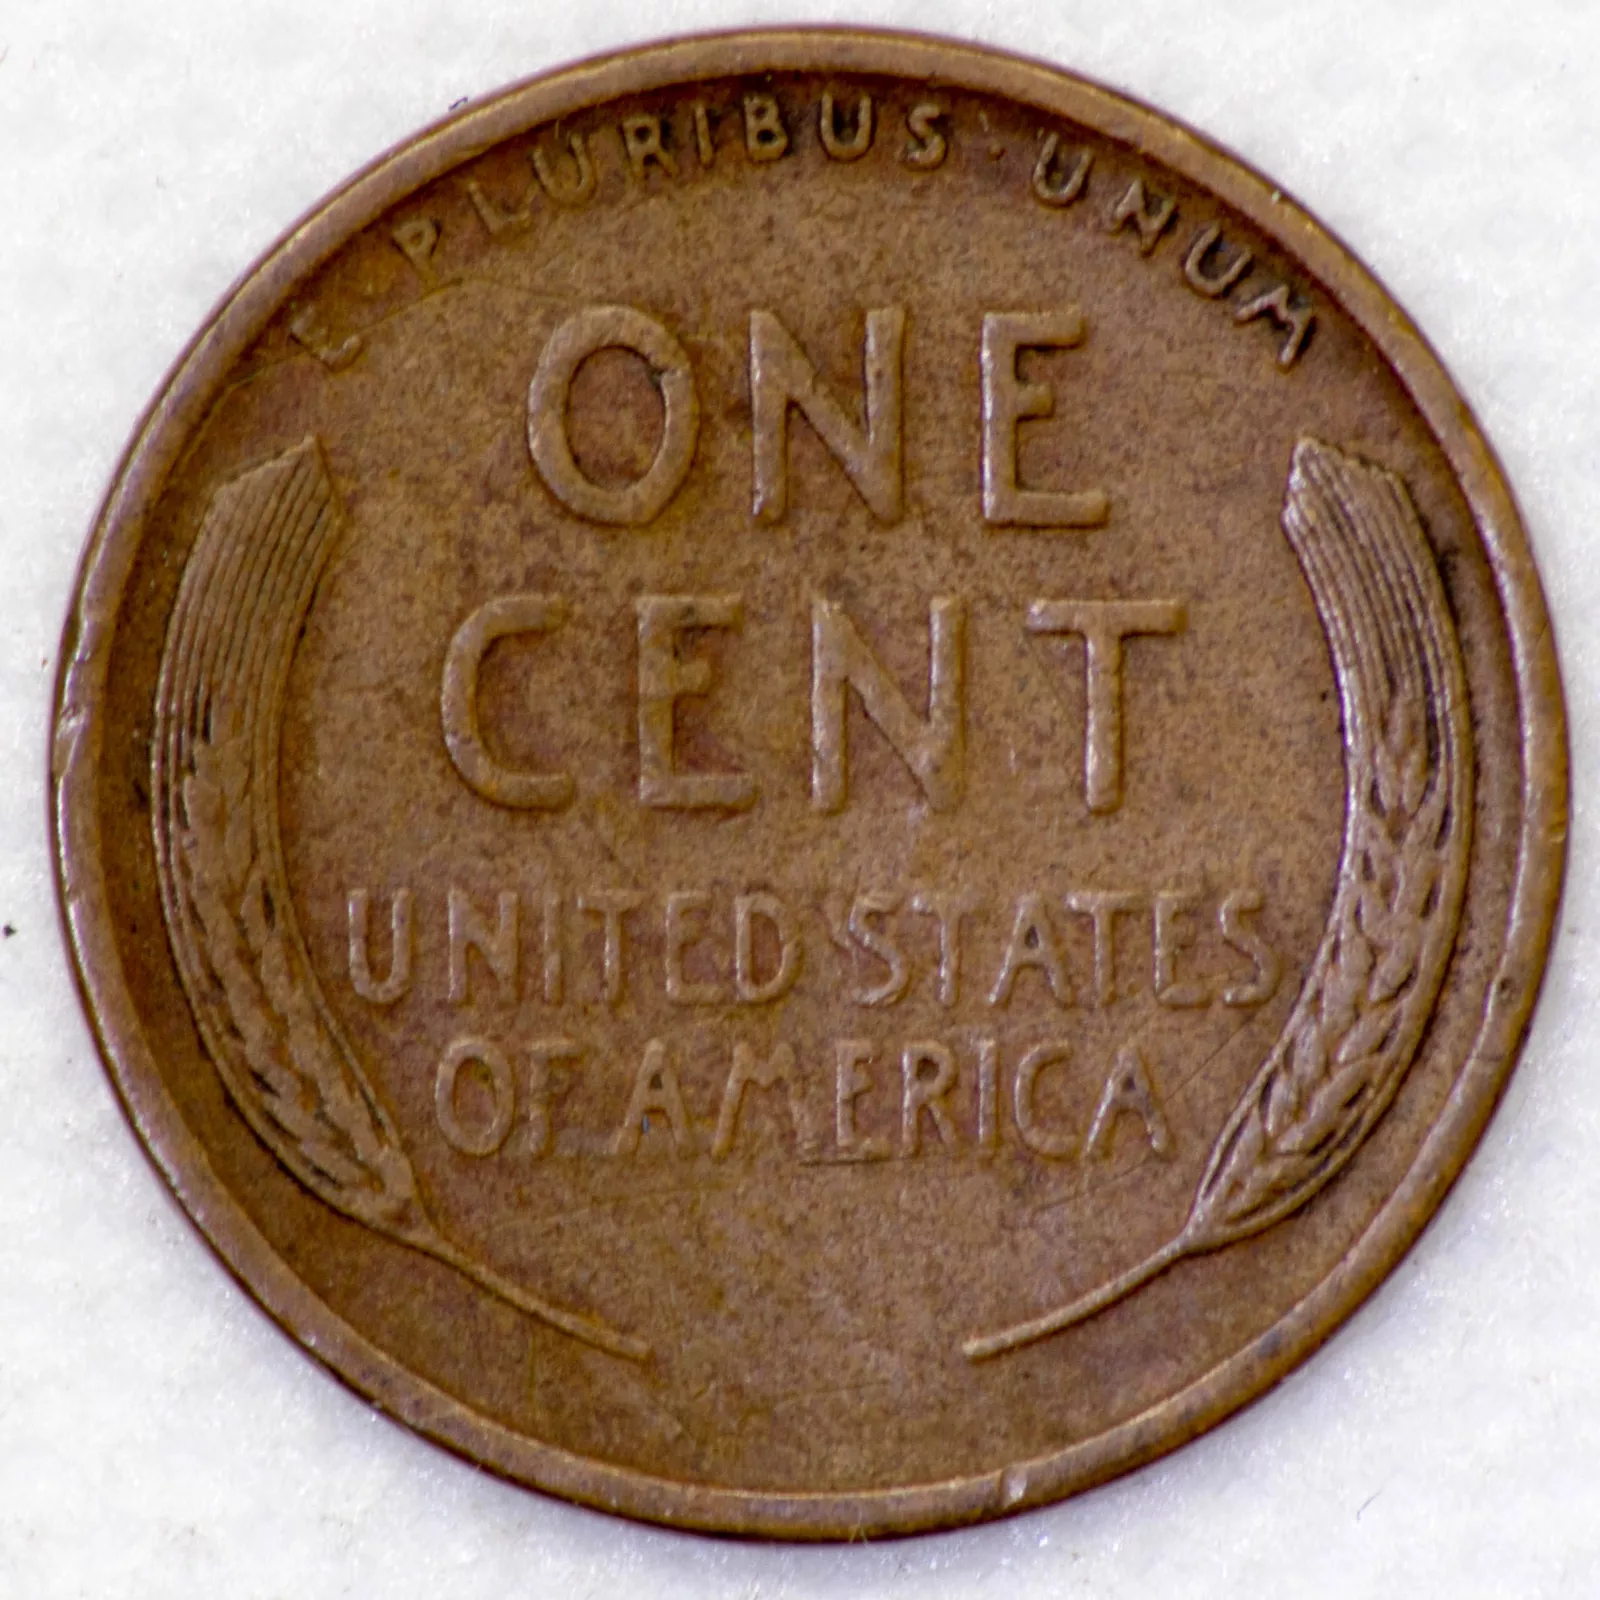 E · PLURIBUS · UNUM
ONE
CENT
UNITED STATES
OF AMERICA